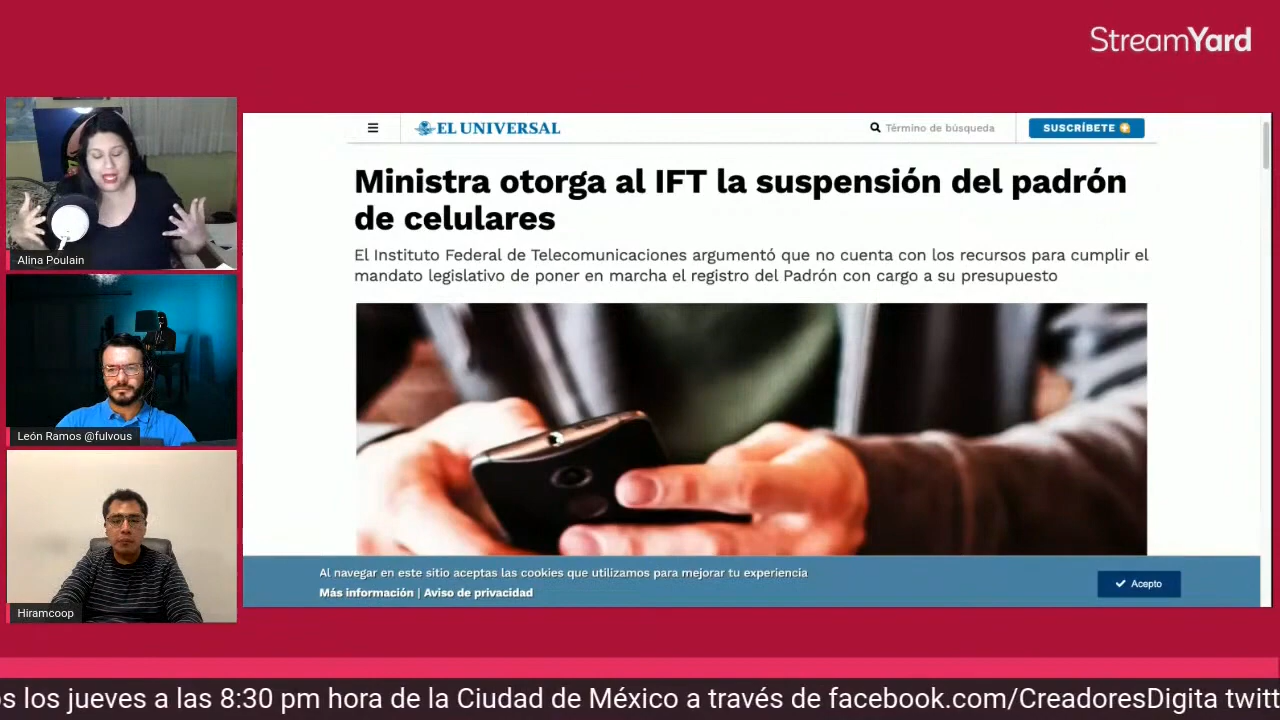 StreamYard
EL UNIVERSAL
Término de búsqueda
SUSCRÍBETE
Ministra otorga al IFT la suspensión del padrón
de celulares
El Instituto Federal de Telecomunicaciones argumentó que no cuenta con los recursos para cumplir el
mandato legislativo de poner en marcha el registro del Padrón con cargo a su presupuesto
Alina Poulain
León Ramos @fulvous
Hiramcoop
Al navegar en este sitio aceptas las cookies que utilizamos para mejorar tu experiencia
Más información | Aviso de privacidad
Acepto
os los jueves a las 8:30 pm hora de la Ciudad de México a través de facebook.com/CreadoresDigita twitt